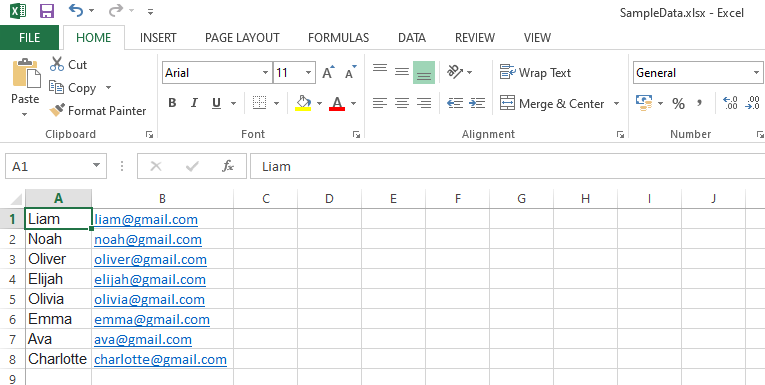 SampleData.xlsx - Excel
FILE HOME INSERT PAGE LAYOUT FORMULAS DATA REVIEW VIEW
Paste
Cut
Copy
Format Painter
Clipboard
Arial 11 A A
B I U A
Font
Wrap Text
Merge & Center
Alignment
General
% ,
←.0 .00
.00 →.0
Number
A1 fx Liam
A B C D E F G H I J
1 Liam liam@gmail.com
2 Noah noah@gmail.com
3 Oliver oliver@gmail.com
4 Elijah elijah@gmail.com
5 Olivia olivia@gmail.com
6 Emma emma@gmail.com
7 Ava ava@gmail.com
8 Charlotte charlotte@gmail.com
9